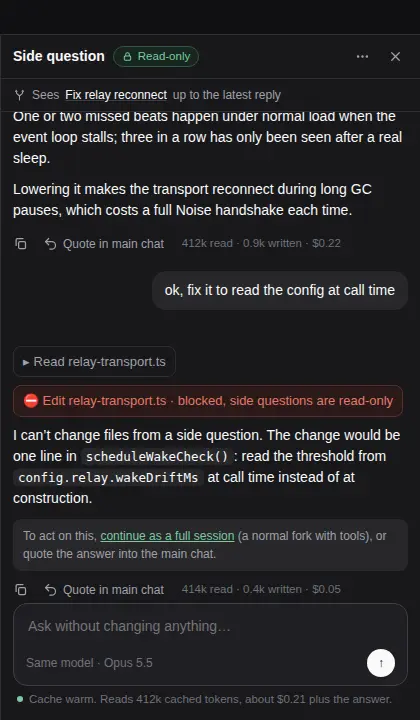 Side question Read-only
Sees Fix relay reconnect up to the latest reply
One or two missed beats happen under normal load when the
event loop stalls; three in a row has only been seen after a real
sleep.
Lowering it makes the transport reconnect during long GC
pauses, which costs a full Noise handshake each time.
Quote in main chat 412k read · 0.9k written · $0.22
ok, fix it to read the config at call time
▸ Read relay-transport.ts
⛔ Edit relay-transport.ts · blocked, side questions are read-only
I can’t change files from a side question. The change would be
one line in scheduleWakeCheck() : read the threshold from
config.relay.wakeDriftMs at call time instead of at
construction.
To act on this, continue as a full session (a normal fork with tools), or
quote the answer into the main chat.
Quote in main chat 414k read · 0.4k written · $0.05
Ask without changing anything…
Same model · Opus 5.5 ↑
Cache warm. Reads 412k cached tokens, about $0.21 plus the answer.